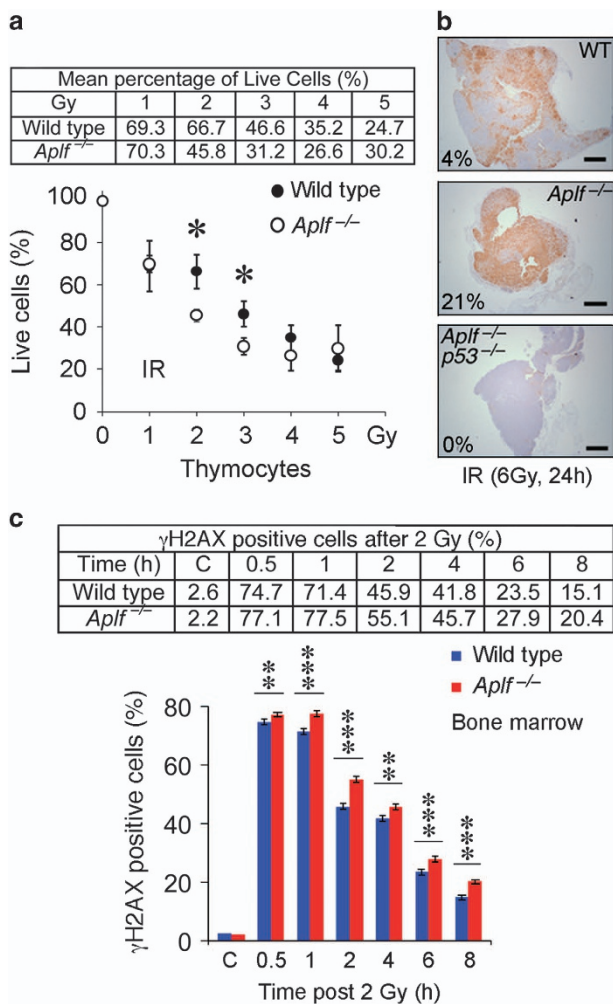 a
Mean percentage of Live Cells (%)
Gy 1 2 3 4 5
Wild type 69.3 66.7 46.6 35.2 24.7
Aplf −/− 70.3 45.8 31.2 26.6 30.2
Live cells (%)
100
80
60
40
20
0
● Wild type
○ Aplf −/−
*
*
IR
0 1 2 3 4 5 Gy
Thymocytes
b
WT
4%
Aplf −/−
21%
Aplf −/−
p53 −/−
0%
IR (6Gy, 24h)
c
γH2AX positive cells after 2 Gy (%)
Time (h) C 0.5 1 2 4 6 8
Wild type 2.6 74.7 71.4 45.9 41.8 23.5 15.1
Aplf −/− 2.2 77.1 77.5 55.1 45.7 27.9 20.4
Wild type
Aplf −/−
Bone marrow
γH2AX positive cells (%)
80
60
40
20
0
** *** *** ** *** ***
C 0.5 1 2 4 6 8
Time post 2 Gy (h)